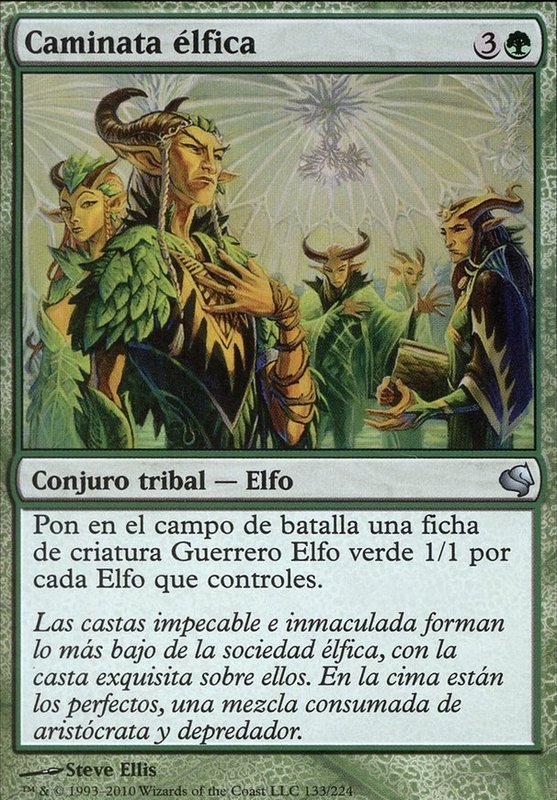 Caminata élfica 3
Conjuro tribal — Elfo
Pon en el campo de batalla una ficha
de criatura Guerrero Elfo verde 1/1 por
cada Elfo que controles.
Las castas impecable e inmaculada forman
lo más bajo de la sociedad élfica, con la
casta exquisita sobre ellos. En la cima están
los perfectos, una mezcla consumada de
aristócrata y depredador.
Steve Ellis
™ & © 1993–2010 Wizards of the Coast LLC 133/224